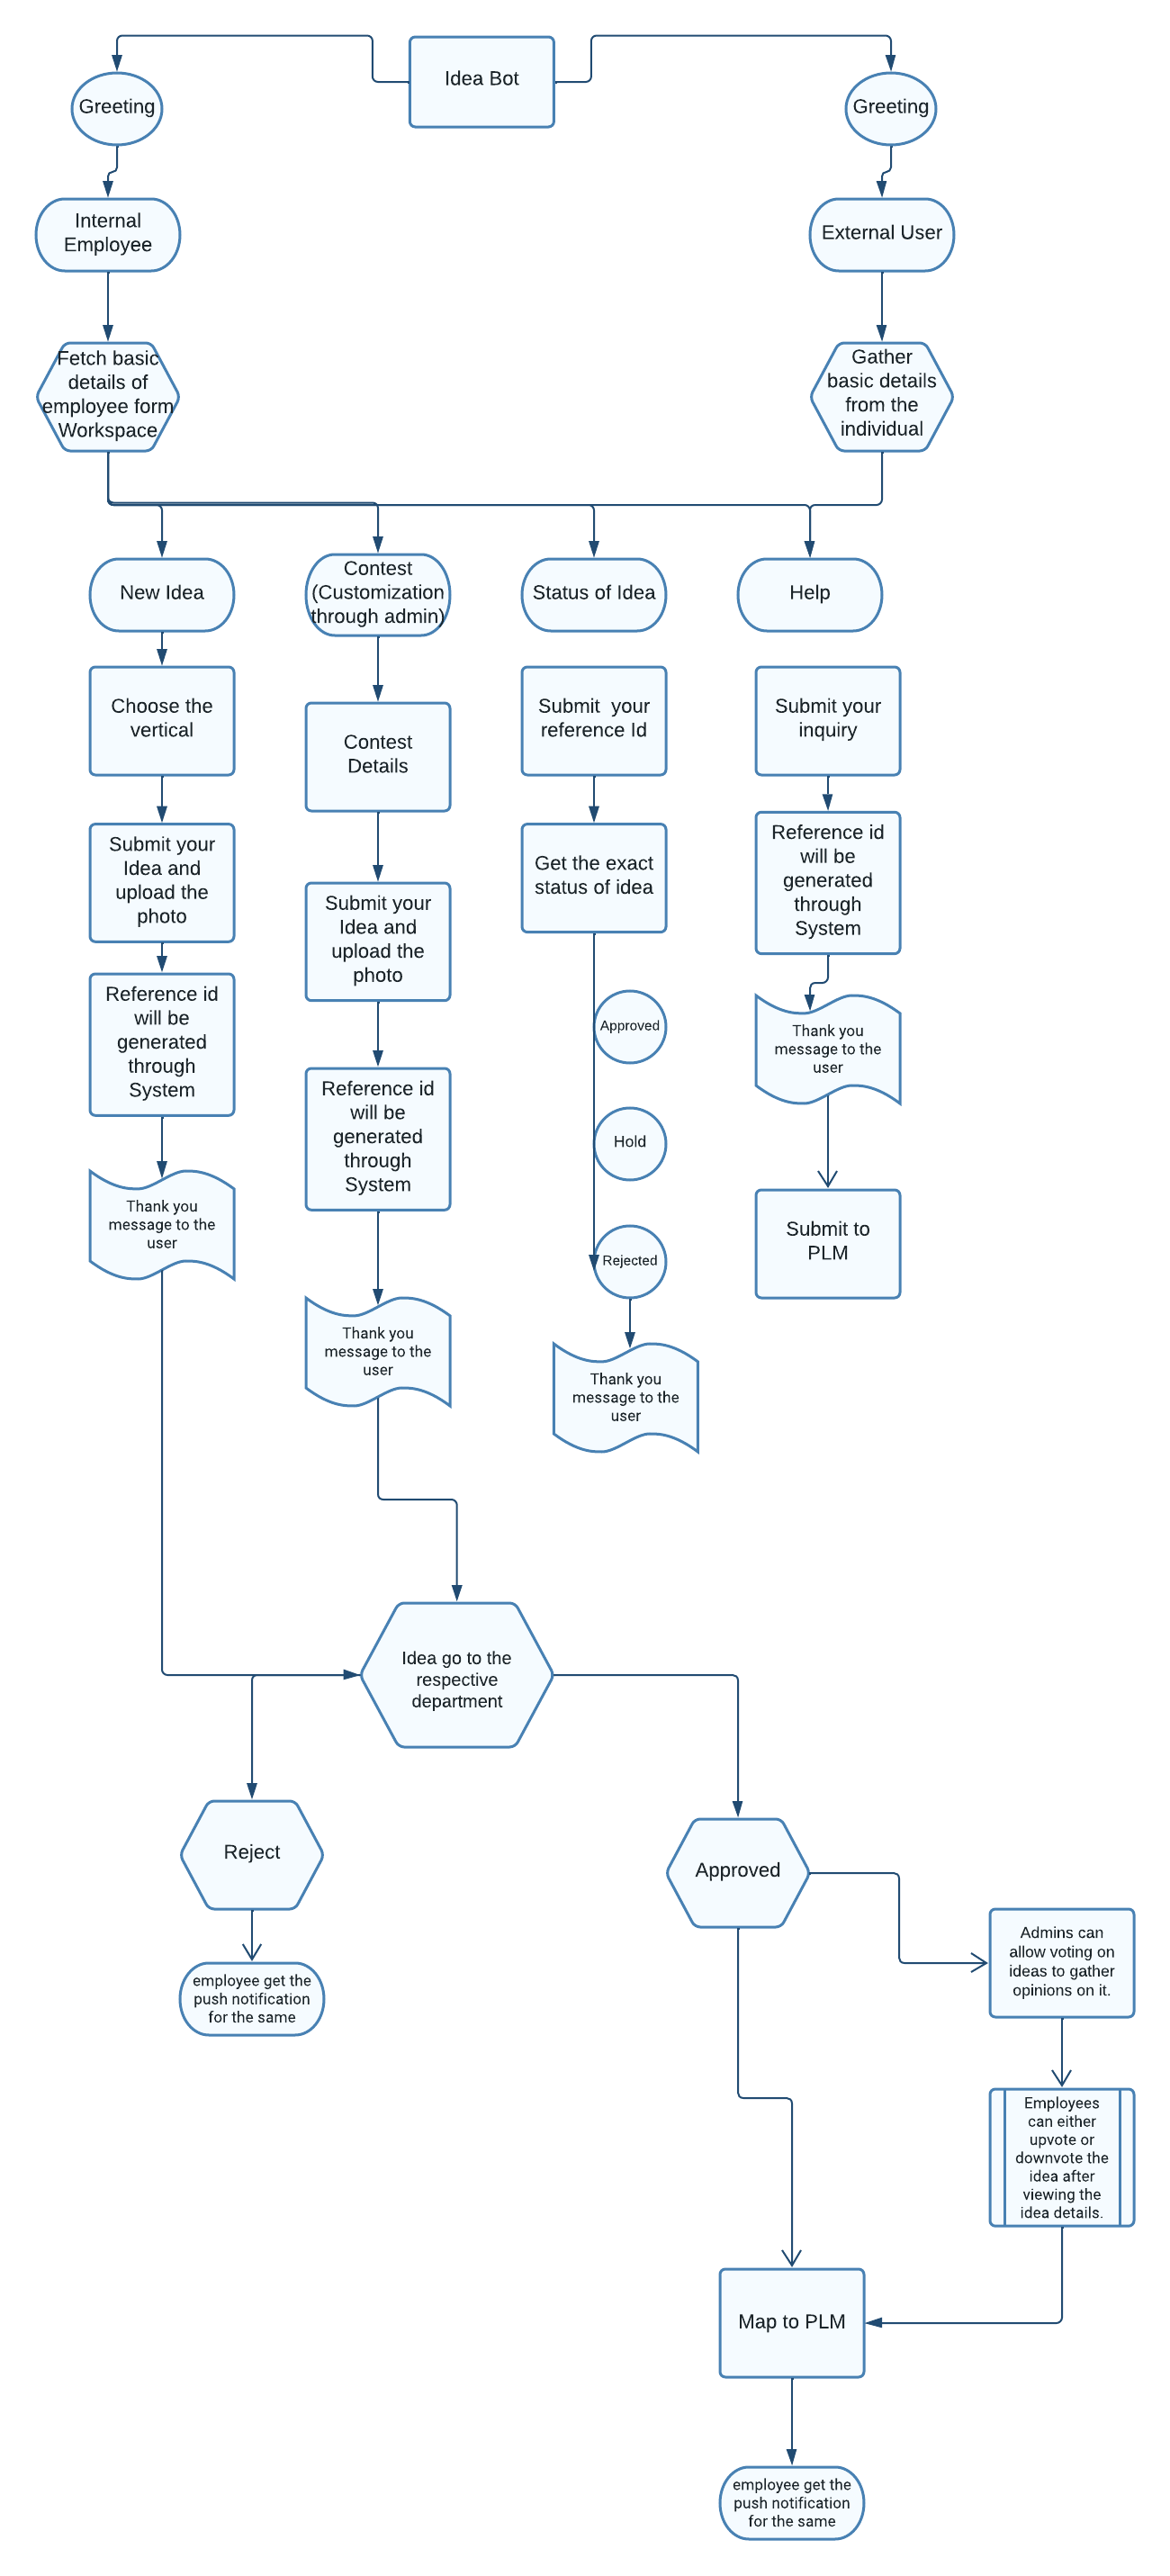 Idea Bot
Greeting
Greeting
Internal
Employee
External User
Fetch basic
details of
employee form
Workspace
Gather
basic details
from the
individual
New Idea
Contest
(Customization
through admin)
Status of Idea
Help
Choose the
vertical
Submit your
Idea and
upload the
photo
Reference id
will be
generated
through
System
Thank you
message to the
user
Contest
Details
Submit your
Idea and
upload the
photo
Reference id
will be
generated
through
System
Thank you
message to the
user
Submit  your
reference Id
Get the exact
status of idea
Approved
Hold
Rejected
Thank you
message to the
user
Submit your
inquiry
Reference id
will be
generated
through
System
Thank you
message to the
user
Submit to
PLM
Idea go to the
respective
department
Reject
employee get the
push notification
for the same
Approved
Admins can
allow voting on
ideas to gather
opinions on it.
Employees
can either
upvote or
downvote the
idea after
viewing the
idea details.
Map to PLM
employee get the
push notification
for the same